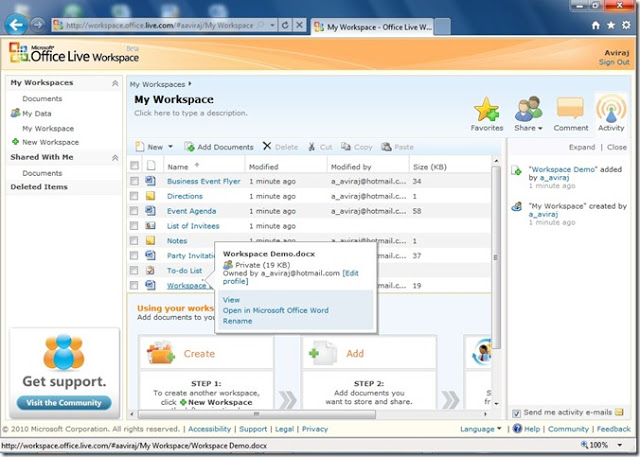 http://workspace.office.live.com/#aaviraj/My Workspace
My Workspace - Office Live W...
Microsoft®
Office Live Workspace
Beta
Aviraj
Sign Out
My Workspaces
Documents
My Data
My Workspace
New Workspace
Shared With Me
Documents
Deleted Items
My Workspaces
My Workspace
Click here to type a description.
Favorites
Share
Comment
Activity
New
Add Documents
Delete
Cut
Copy
Paste
Expand | Close
Name Modified Modified by Size (KB)
Business Event Flyer 1 minute ago a_aviraj@hotmail.c... 34
Directions 1 minute ago a_aviraj@hotmail.c... 1
Event Agenda 1 minute ago a_aviraj@hotmail.c... 58
List of Invitees 1 minute ago a_aviraj@hotmail.c...
Notes 1 minute ago a_aviraj@hotmail.c... 1
Party Invitati 37
To-do List
Workspace 19
Workspace Demo.docx
Private (19 KB)
Owned by a_aviraj@hotmail.com [Edit
profile]
View
Open in Microsoft Office Word
Rename
"Workspace Demo" added
by a_aviraj
1 minute ago
"My Workspace" created by
a_aviraj
1 minute ago
Using your works
Add documents to you
Create
Add
STEP 1:
To create another workspace,
click New Workspace
STEP 2:
Add documents you
want to store and share.
Get support.
Visit the Community
Send me activity e-mails
© 2010 Microsoft Corporation. All rights reserved. | Accessibility | Support | Legal | Privacy
Language
Help | Community | Feedback
http://workspace.office.live.com/#aaviraj/My Workspace/Workspace Demo.docx
100%